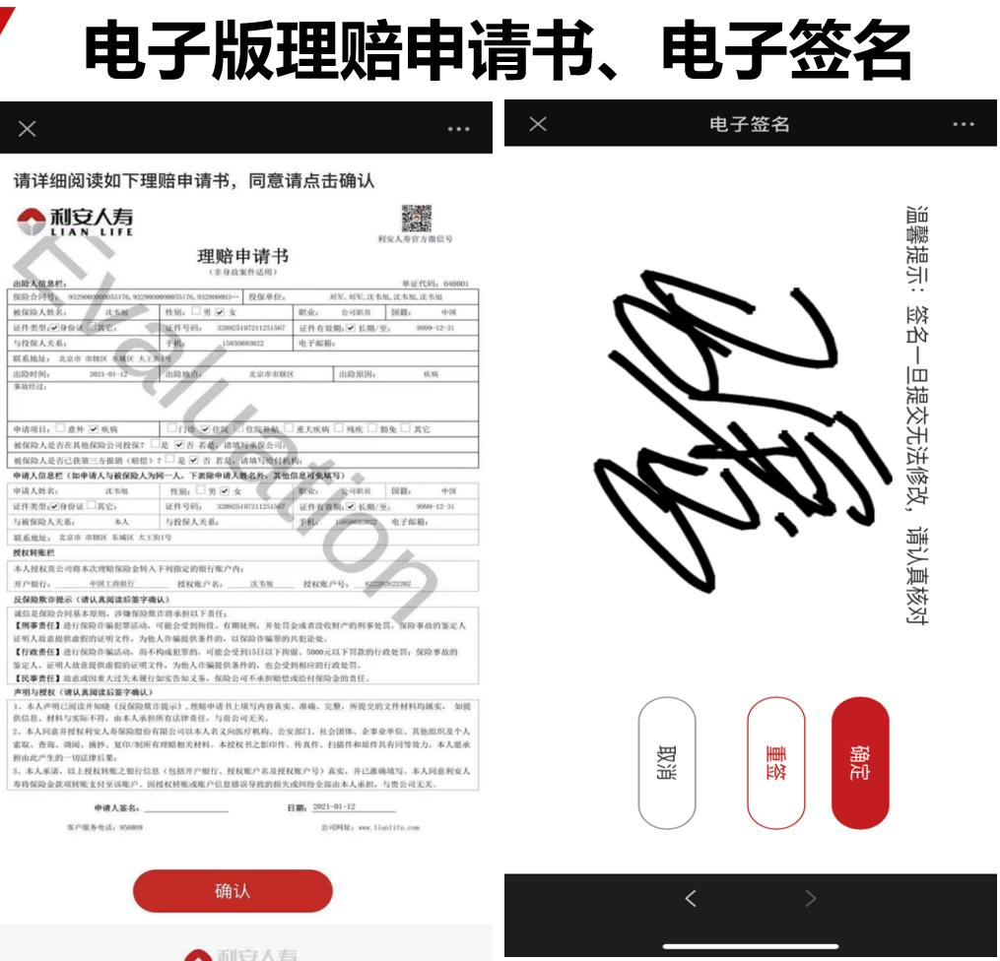 电子版理赔申请书、电子签名
请详细阅读如下理赔申请书，同意请点击确认
利安人寿
LIAN LIFE
利安人寿官方微信号
理赔申请书
（非身故案件适用）
出险人信息栏： 单证代码：040001
保险合同号： 9329000000055176,9329000000055176,932800003··· 投保单位： 刘军,刘军,沈韦旭,沈韦旭,沈韦旭
被保险人姓名： 沈韦旭 性别： 男 女 职业： 公司职员 国籍： 中国
证件类型： 身份证 其它： 证件号码： 320925197211251567 证件有效期： 长期/至： 9999-12-31
与投保人关系： 手机： 15850693022 电子邮箱：
联系地址： 北京市 市辖区 东城区 大王街1号
出险时间： 2021-01-12 出险地点： 北京市市辖区 出险原因： 疾病
事故经过：
申请项目： 意外 疾病 门诊 住院 住院补贴 重大疾病 残疾 豁免 其它
被保险人是否在其他保险公司投保？ 是 否 若是，请填写承保公司：
被保险人是否已获第三方报销（赔偿）？ 是 否 若是，请填写给付机构：
申请人信息栏（如申请人与被保险人为同一人，下表除申请人姓名外，其他信息可免填写）
申请人姓名： 沈韦旭 性别： 男 女 职业： 公司职员 国籍： 中国
证件类型： 身份证 其它： 证件号码： 320925197211251567 证件有效期： 长期/至： 9999-12-31
与被保险人关系： 本人 与投保人关系： 手机： 15850693022 电子邮箱：
联系地址： 北京市 市辖区 东城区 大王街1号
授权转账栏
本人授权贵公司将本次理赔保险金转入下列指定的银行账户内：
开户银行： 中国工商银行 授权账户名： 沈韦旭 授权账户号： 622202622202
反保险欺诈提示（请认真阅读后签字确认）
诚信是保险合同基本原则，涉嫌保险欺诈将承担以下责任：
【刑事责任】进行保险诈骗犯罪活动，可能会受到拘役、有期徒刑，并处罚金或者没收财产的刑事处罚。保险事故的鉴定人
证明人故意提供虚假的证明文件，为他人诈骗提供条件的，以保险诈骗罪的共犯论处。
【行政责任】进行保险诈骗活动，尚不构成犯罪的，可能会受到15日以下拘留、5000元以下罚款的行政处罚；保险事故的
鉴定人、证明人故意提供虚假的证明文件，为他人诈骗提供条件的，也会受到相应的行政处罚。
【民事责任】故意或因重大过失未履行如实告知义务，保险公司不承担赔偿或给付保险金的责任。
声明与授权（请认真阅读后签字确认）
1、本人声明已阅读并知晓《反保险欺诈提示》,理赔申请书上填写内容真实、准确、完整，所提交的文件材料均属实， 如提
供信息、材料与实际不符，由本人承担所有法律责任，与贵公司无关。
2、本人同意并授权利安人寿保险股份有限公司以本人名义向医疗机构、公安部门、社会团体、企事业单位、其他组织及个人
索取、查询、调阅、摘抄、复印/制所有理赔相关材料。本授权书之影印件、传真件、扫描件和原件具有同等效力，本人愿承
担由此产生的一切法律后果；
3、本人承诺，以上授权转账之银行信息（包括开户银行、授权账户名及授权账户号）真实、并已准确填写。本人同意利安人
寿将保险金款项转账支付至该账户。因授权转账或账户信息错误导致的损失或纠纷全部由本人承担，与贵公司无关。
申请人签名： 日期： 2021-01-12
客户服务电话：956009 公司网址：www.lianlife.com
Evaluation
确认
利安人寿
电子签名
温馨提示：签名一旦提交无法修改，请认真核对
沈韦旭
取消
重签
确定